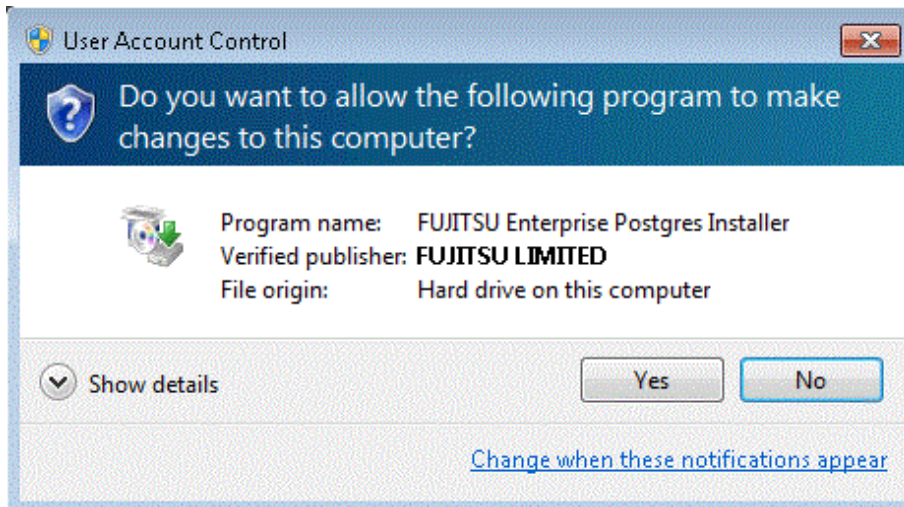 User Account Control
Do you want to allow the following program to make
changes to this computer?
Program name: FUJITSU Enterprise Postgres Installer
Verified publisher: FUJITSU LIMITED
File origin: Hard drive on this computer
Show details
Yes
No
Change when these notifications appear